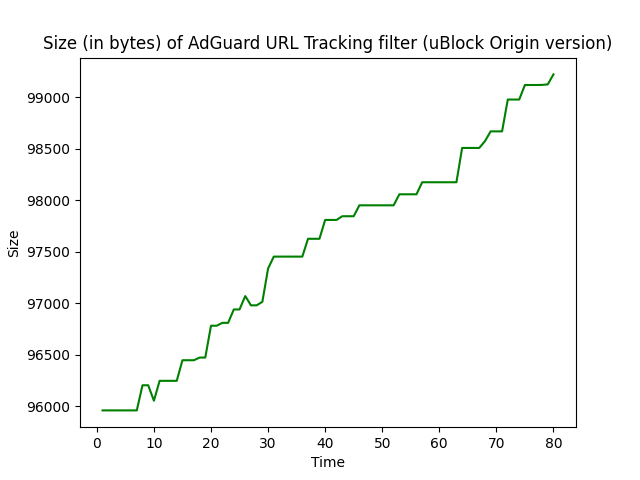 Size (in bytes) of AdGuard URL Tracking filter (uBlock Origin version)
99000
98500
98000
97500
97000
96500
96000
Size
0 10 20 30 40 50 60 70 80
Time